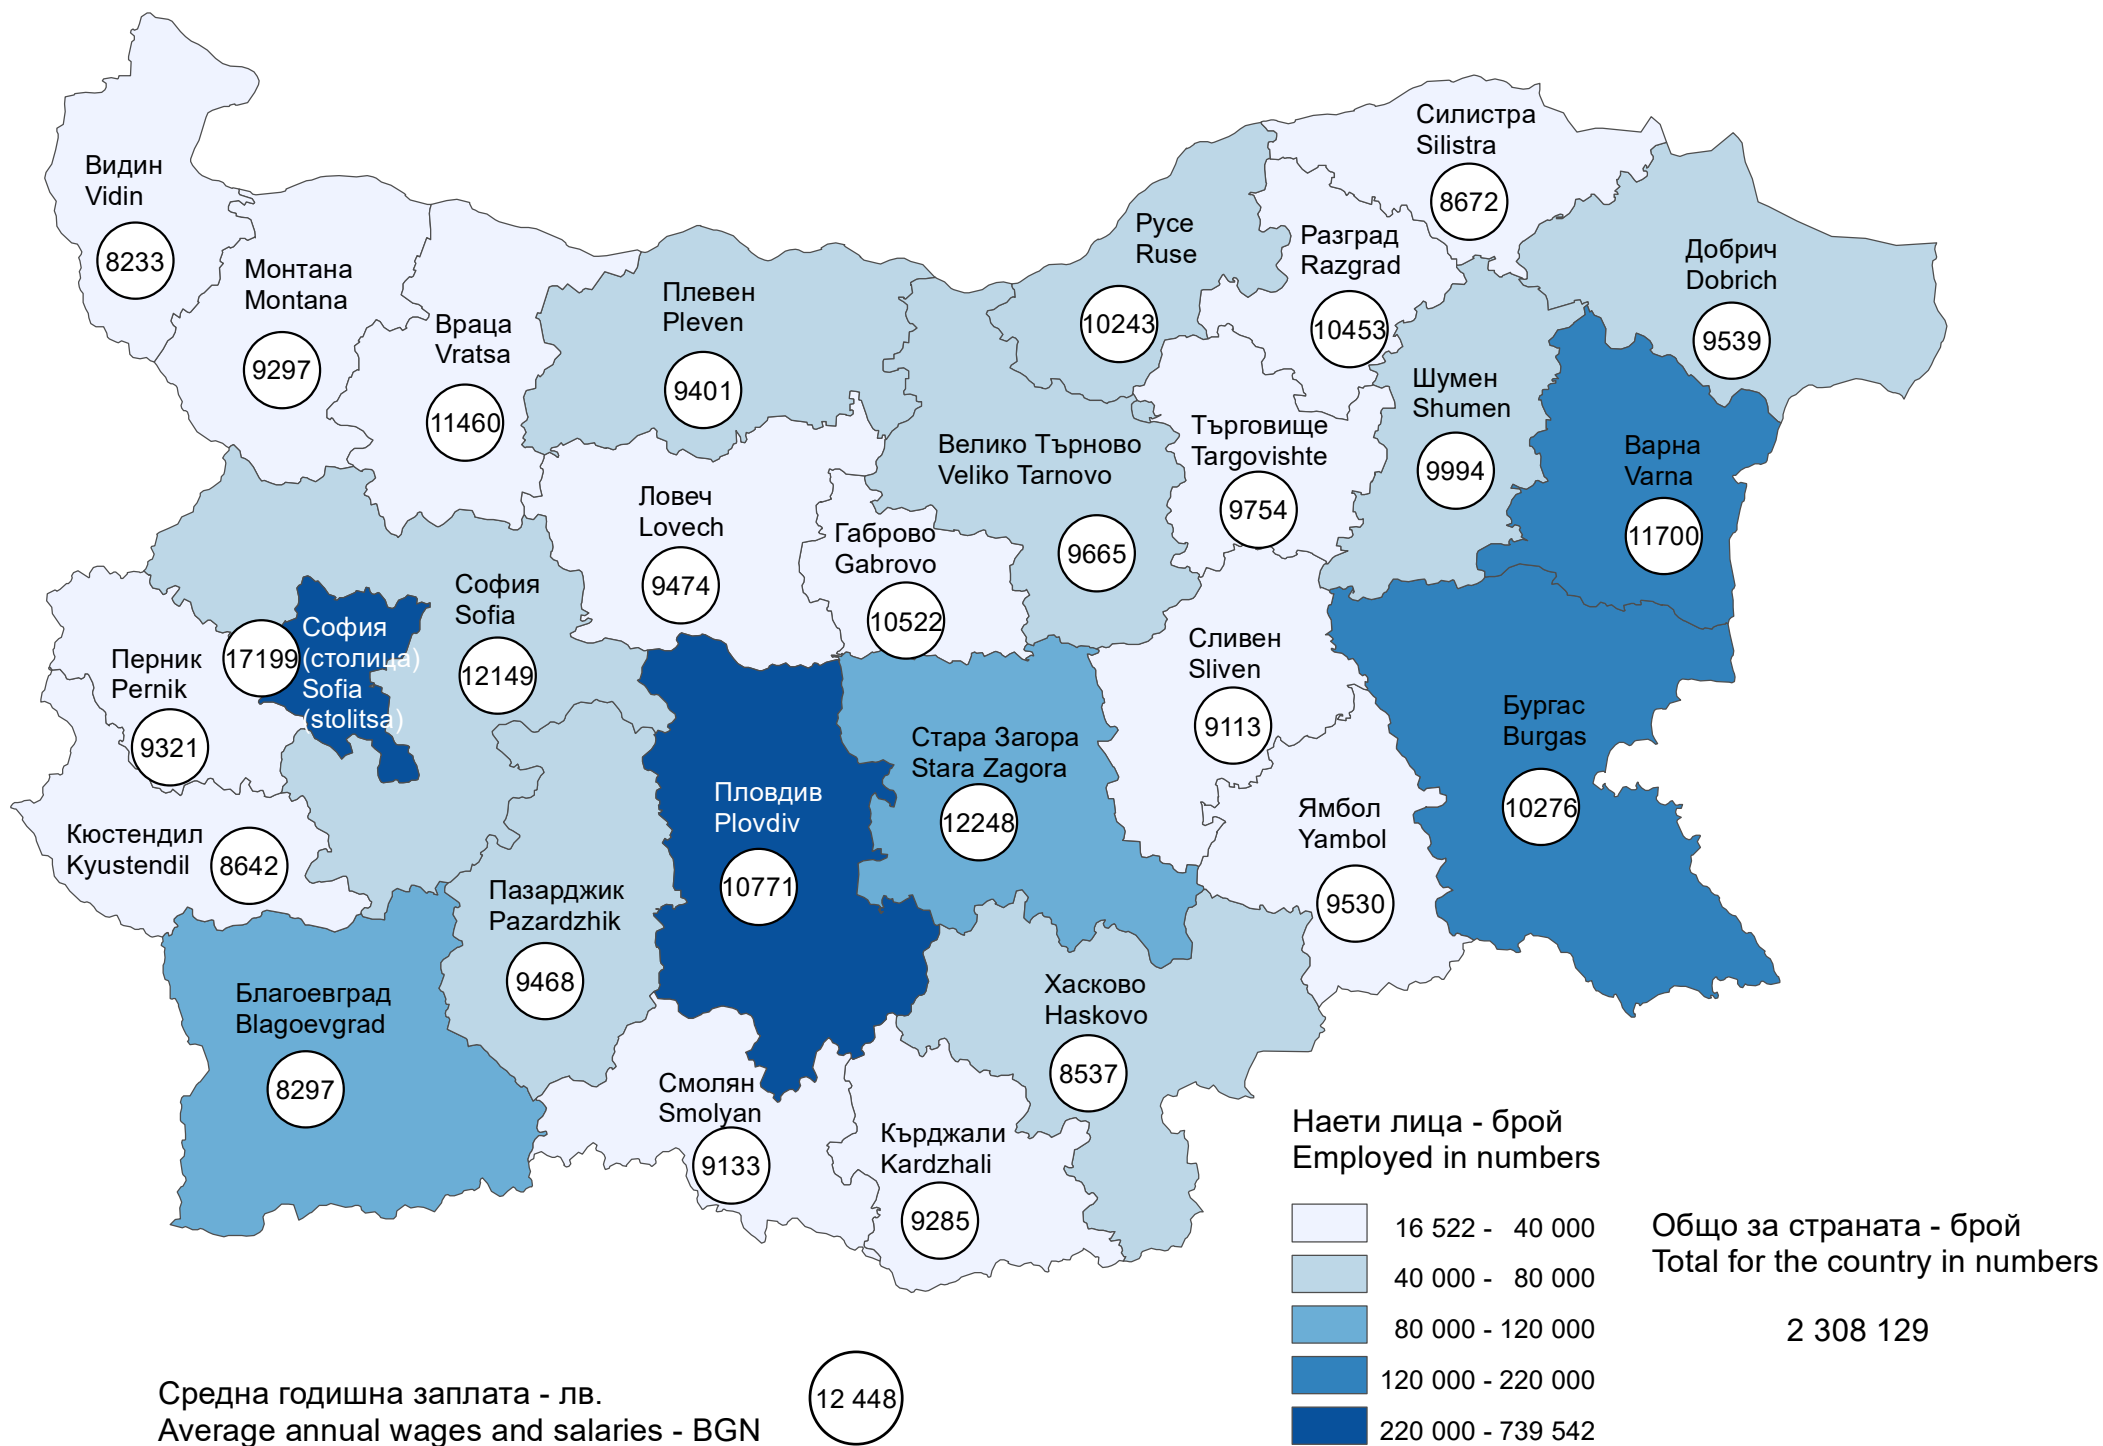 Видин
Vidin
8233
Монтана
Montana
9297
Враца
Vratsa
11460
Плевен
Pleven
9401
Русе
Ruse
10243
Силистра
Silistra
8672
Разград
Razgrad
10453
Добрич
Dobrich
9539
Шумен
Shumen
9994
Варна
Varna
11700
Търговище
Targovishte
9754
Велико Търново
Veliko Tarnovo
9665
Ловеч
Lovech
9474
Габрово
Gabrovo
10522
София
Sofia
12149
София
(столица)
Sofia
(stolitsa)
17199
Перник
Pernik
9321
Кюстендил
Kyustendil
8642
Сливен
Sliven
9113
Бургас
Burgas
10276
Стара Загора
Stara Zagora
12248
Пловдив
Plovdiv
10771
Ямбол
Yambol
9530
Пазарджик
Pazardzhik
9468
Благоевград
Blagoevgrad
8297
Хасково
Haskovo
8537
Смолян
Smolyan
9133
Кърджали
Kardzhali
9285
Наети лица - брой
Employed in numbers
16 522 - 40 000
40 000 - 80 000
80 000 - 120 000
120 000 - 220 000
220 000 - 739 542
Общо за страната - брой
Total for the country in numbers
2 308 129
Средна годишна заплата - лв.
Average annual wages and salaries - BGN
12 448